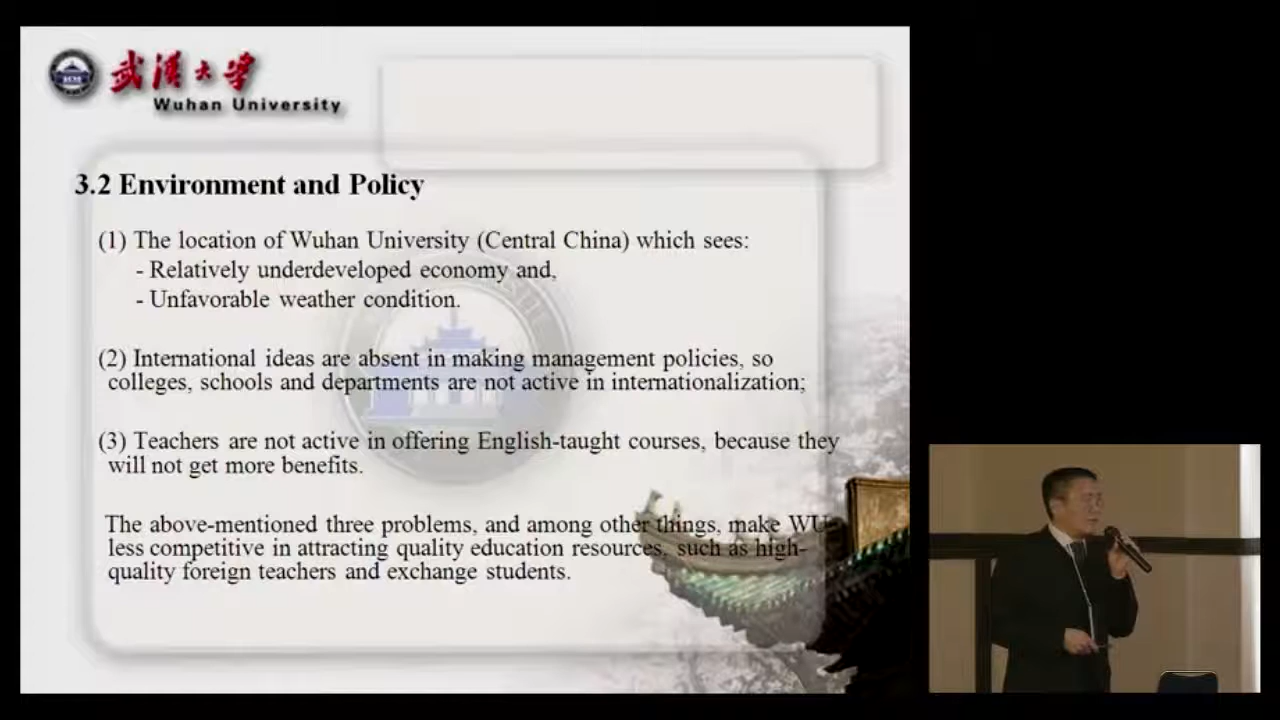 武漢大学
Wuhan University
3.2 Environment and Policy
(1) The location of Wuhan University (Central China) which sees:
- Relatively underdeveloped economy and,
- Unfavorable weather condition.
(2) International ideas are absent in making management policies, so
colleges, schools and departments are not active in internationalization;
(3) Teachers are not active in offering English-taught courses, because they
will not get more benefits.
The above-mentioned three problems, and among other things, make WU
less competitive in attracting quality education resources, such as high-
quality foreign teachers and exchange students.